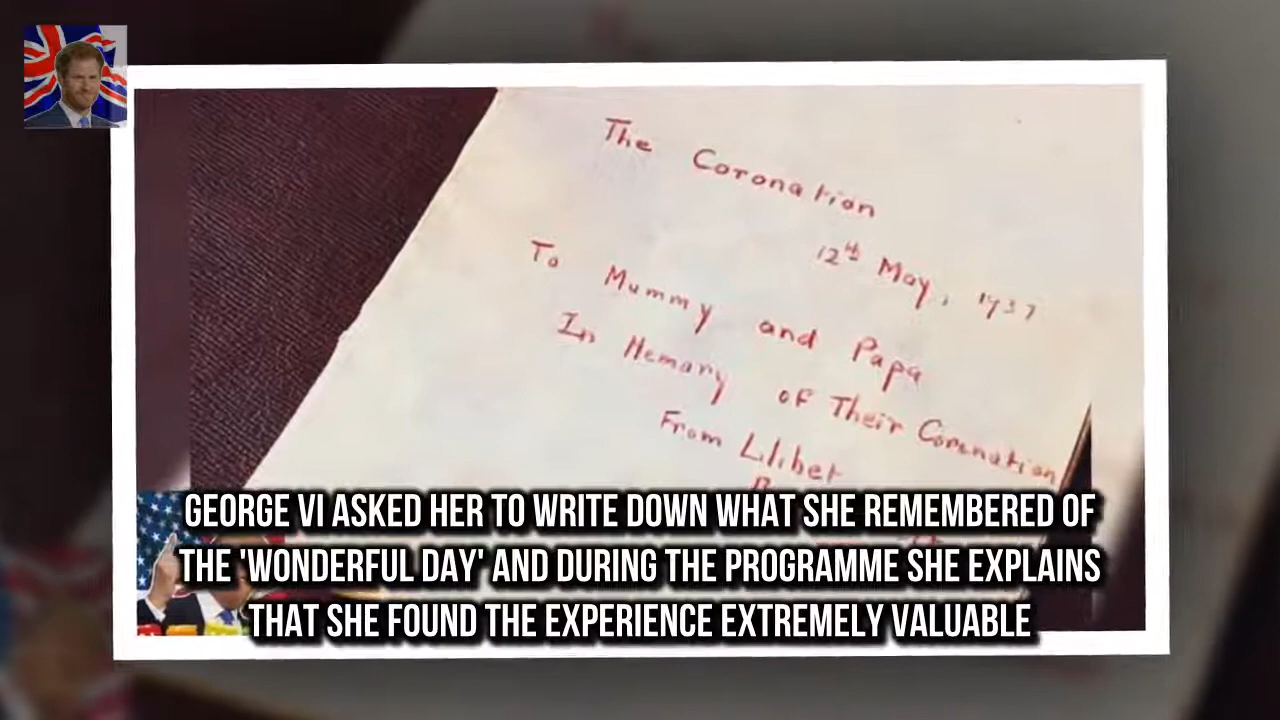 The Coronation
12th May, 1937
To Mummy and Papa
In Memory of Their Coronation
From Lilibet
GEORGE VI ASKED HER TO WRITE DOWN WHAT SHE REMEMBERED OF
THE 'WONDERFUL DAY' AND DURING THE PROGRAMME SHE EXPLAINS
THAT SHE FOUND THE EXPERIENCE EXTREMELY VALUABLE